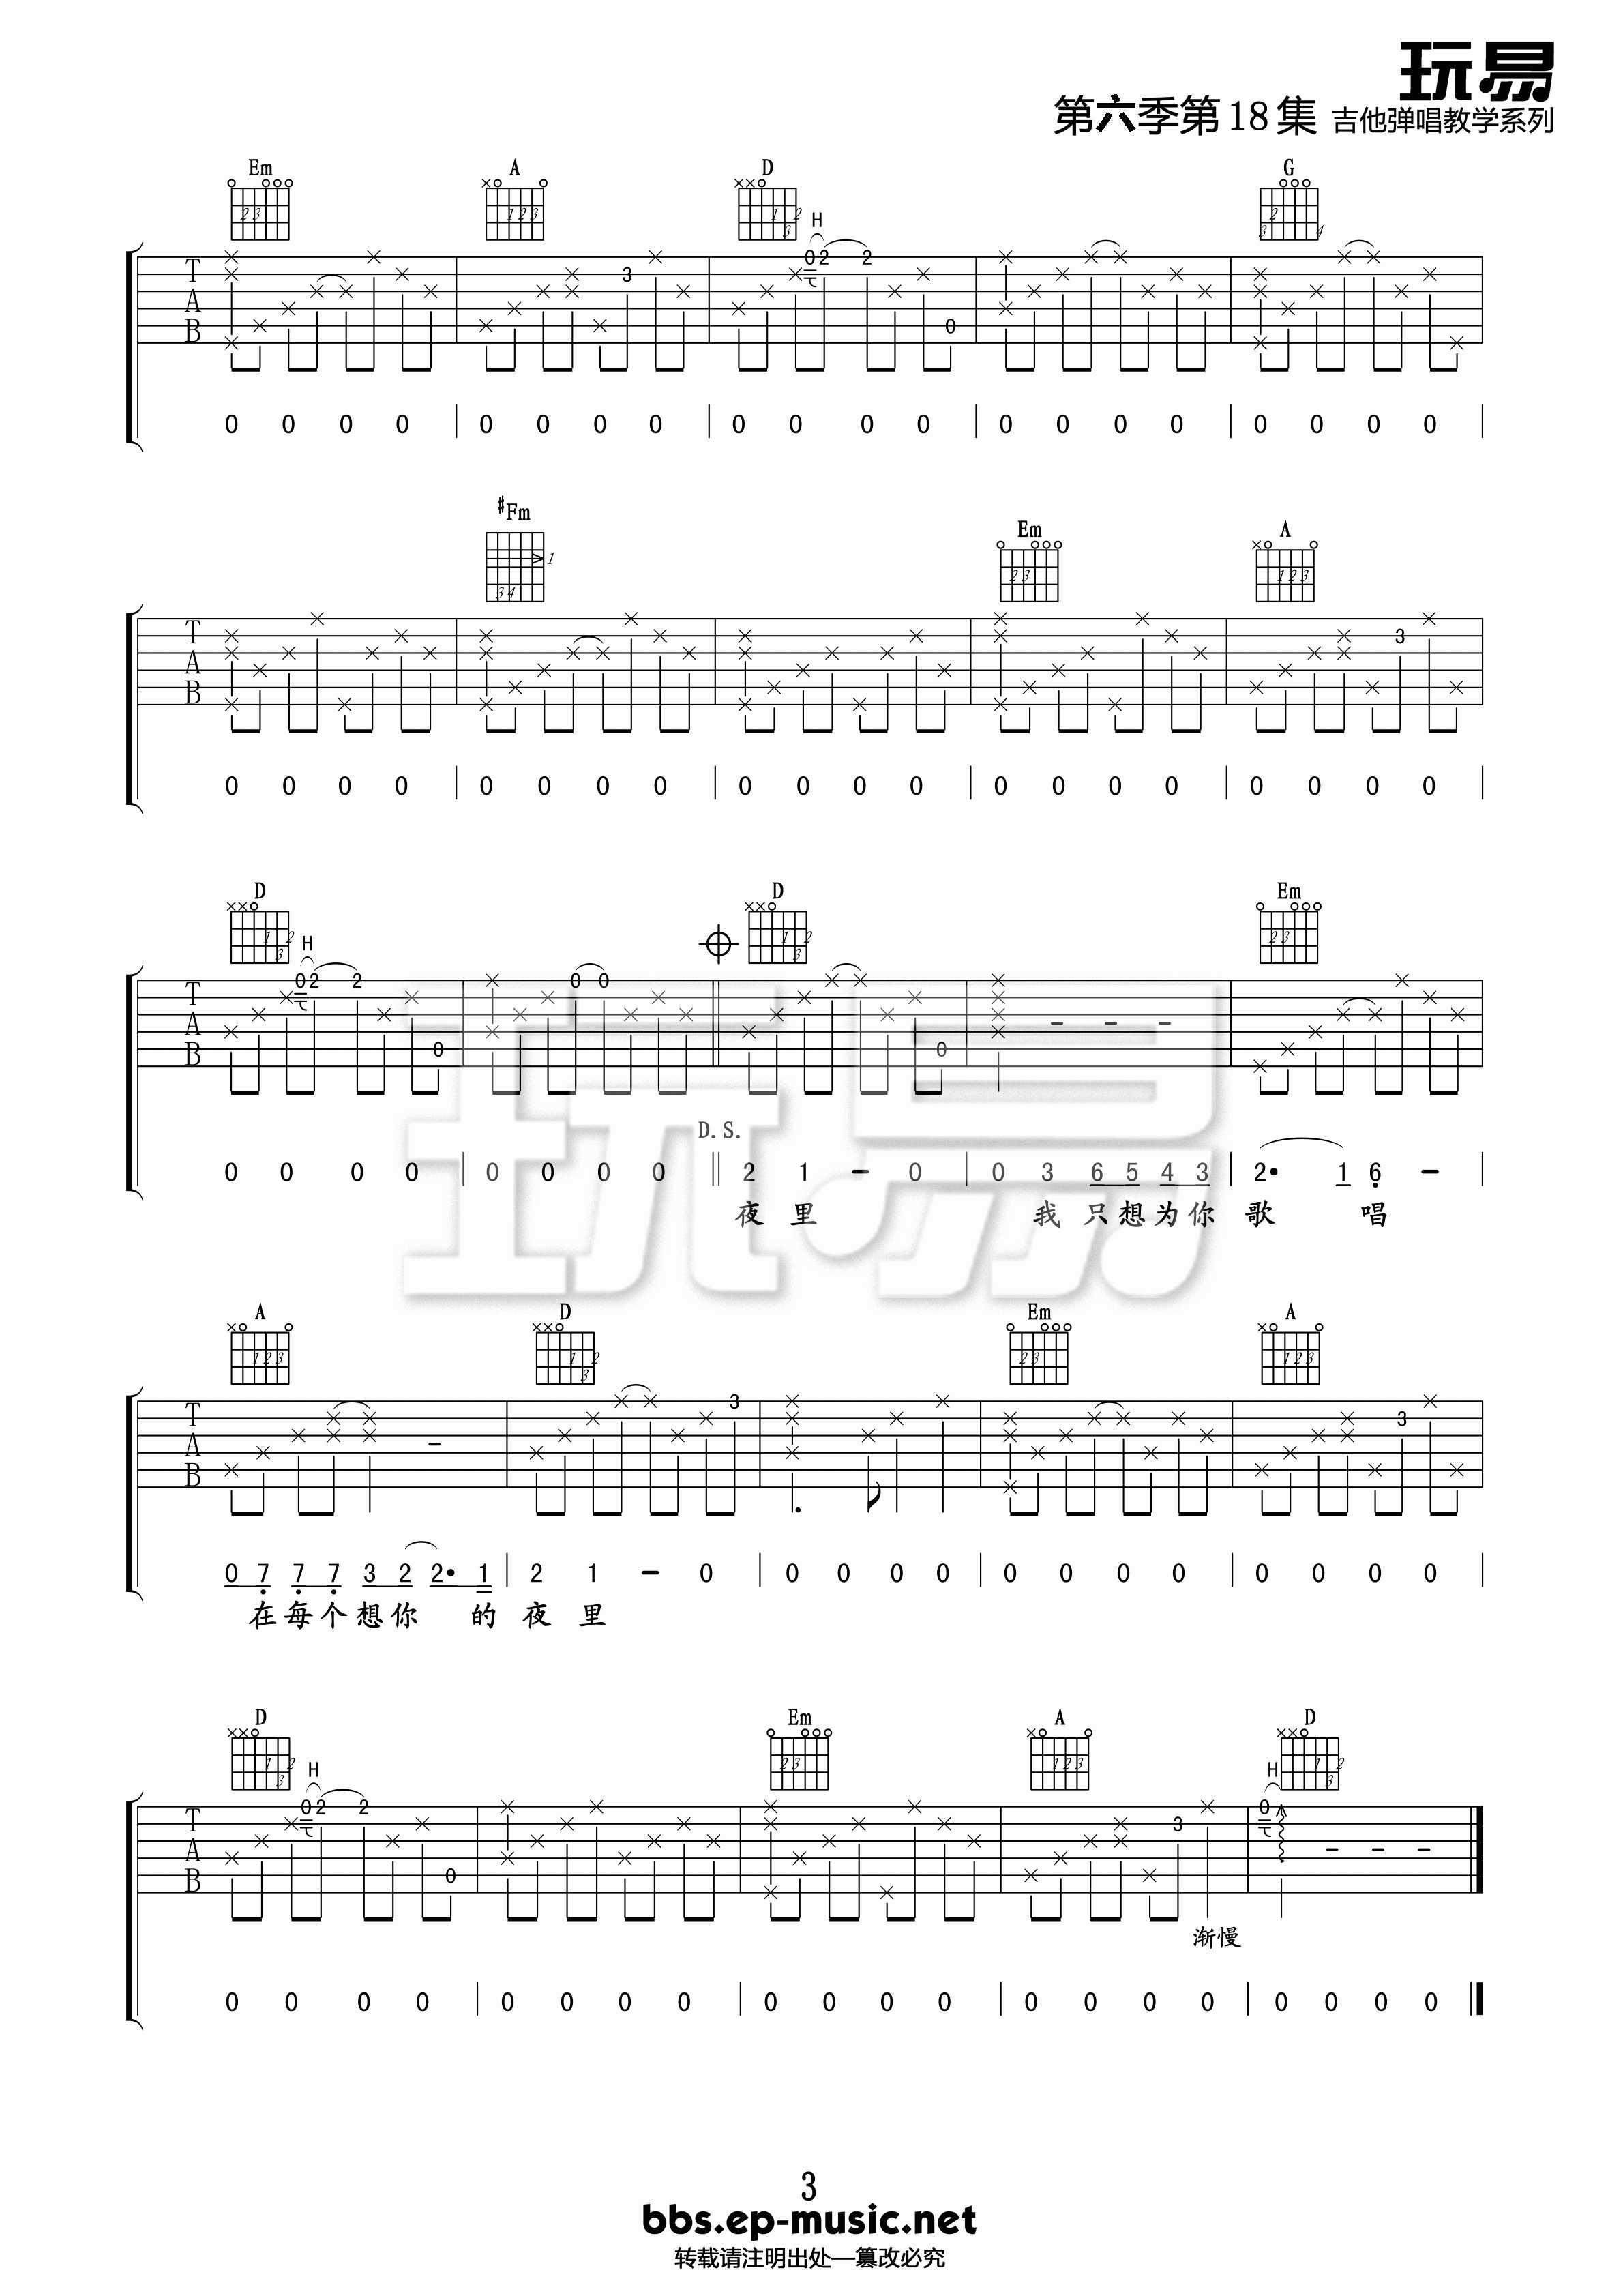 玩易
第六季第18集 吉他弹唱教学系列
Em A D G
H
0 2 2
3
T
A
B
0
0 0 0 0 0 0 0 0 0 0 0 0 0 0 0 0 0 0 0 0
#Fm Em A
T
A
B
3
0 0 0 0 0 0 0 0 0 0 0 0 0 0 0 0 0 0 0 0
D D Em
H
0 2 2 0 0
T
A
B
0 0
D.S.
0 0 0 0 0 0 0 0 2 1 - 0 0 3 6 5 4 3 2• 1 6 -
夜里 我只想为你歌 唱
A D Em A
T
A
B
3 3
0 7 7 7 3 2 2• 1 2 1 - 0 0 0 0 0 0 0 0 0 0 0 0 0
在每个想你 的夜里
D Em A D
H H
0 2 2 3 0
T
A
B
0
渐慢
0 0 0 0 0 0 0 0 0 0 0 0 0 0 0 0 0 0 0 0
3
bbs.ep-music.net
转载请注明出处—篡改必究